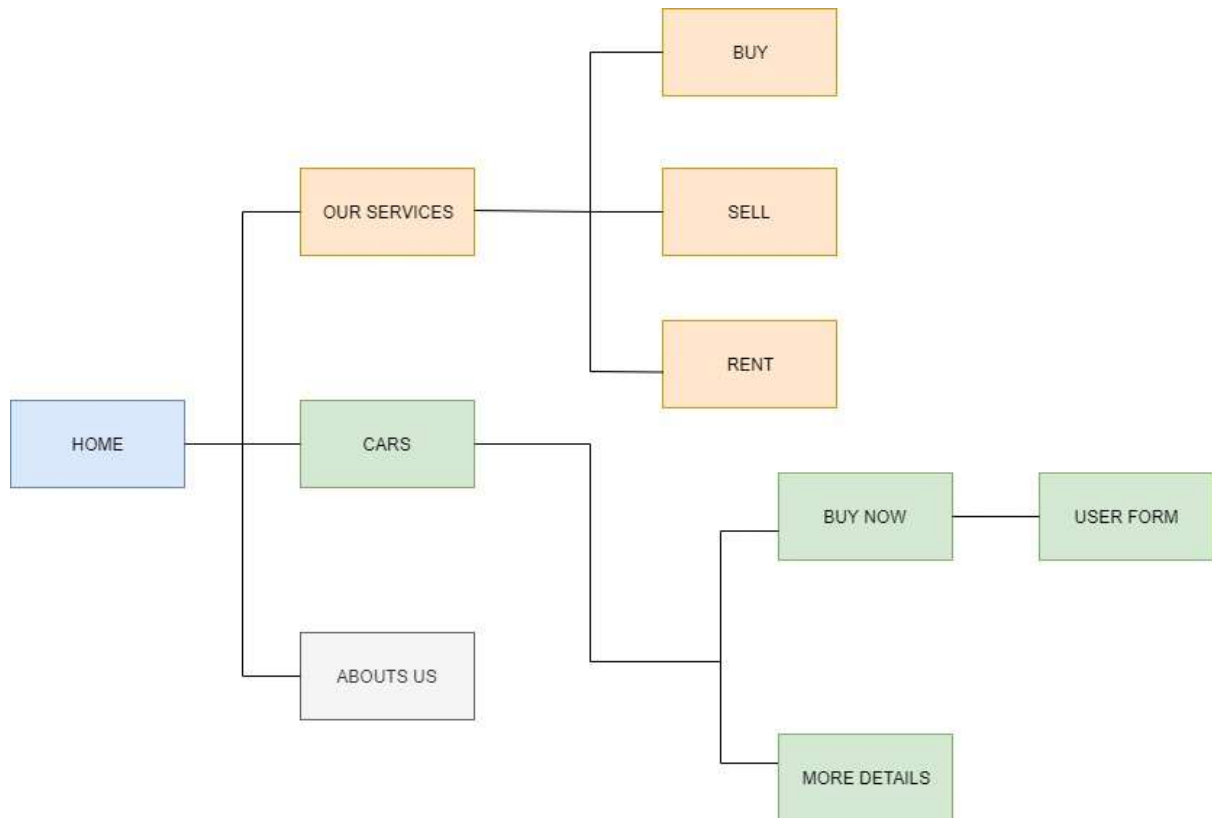 BUY
OUR SERVICES
SELL
RENT
HOME
CARS
BUY NOW
USER FORM
ABOUTS US
MORE DETAILS